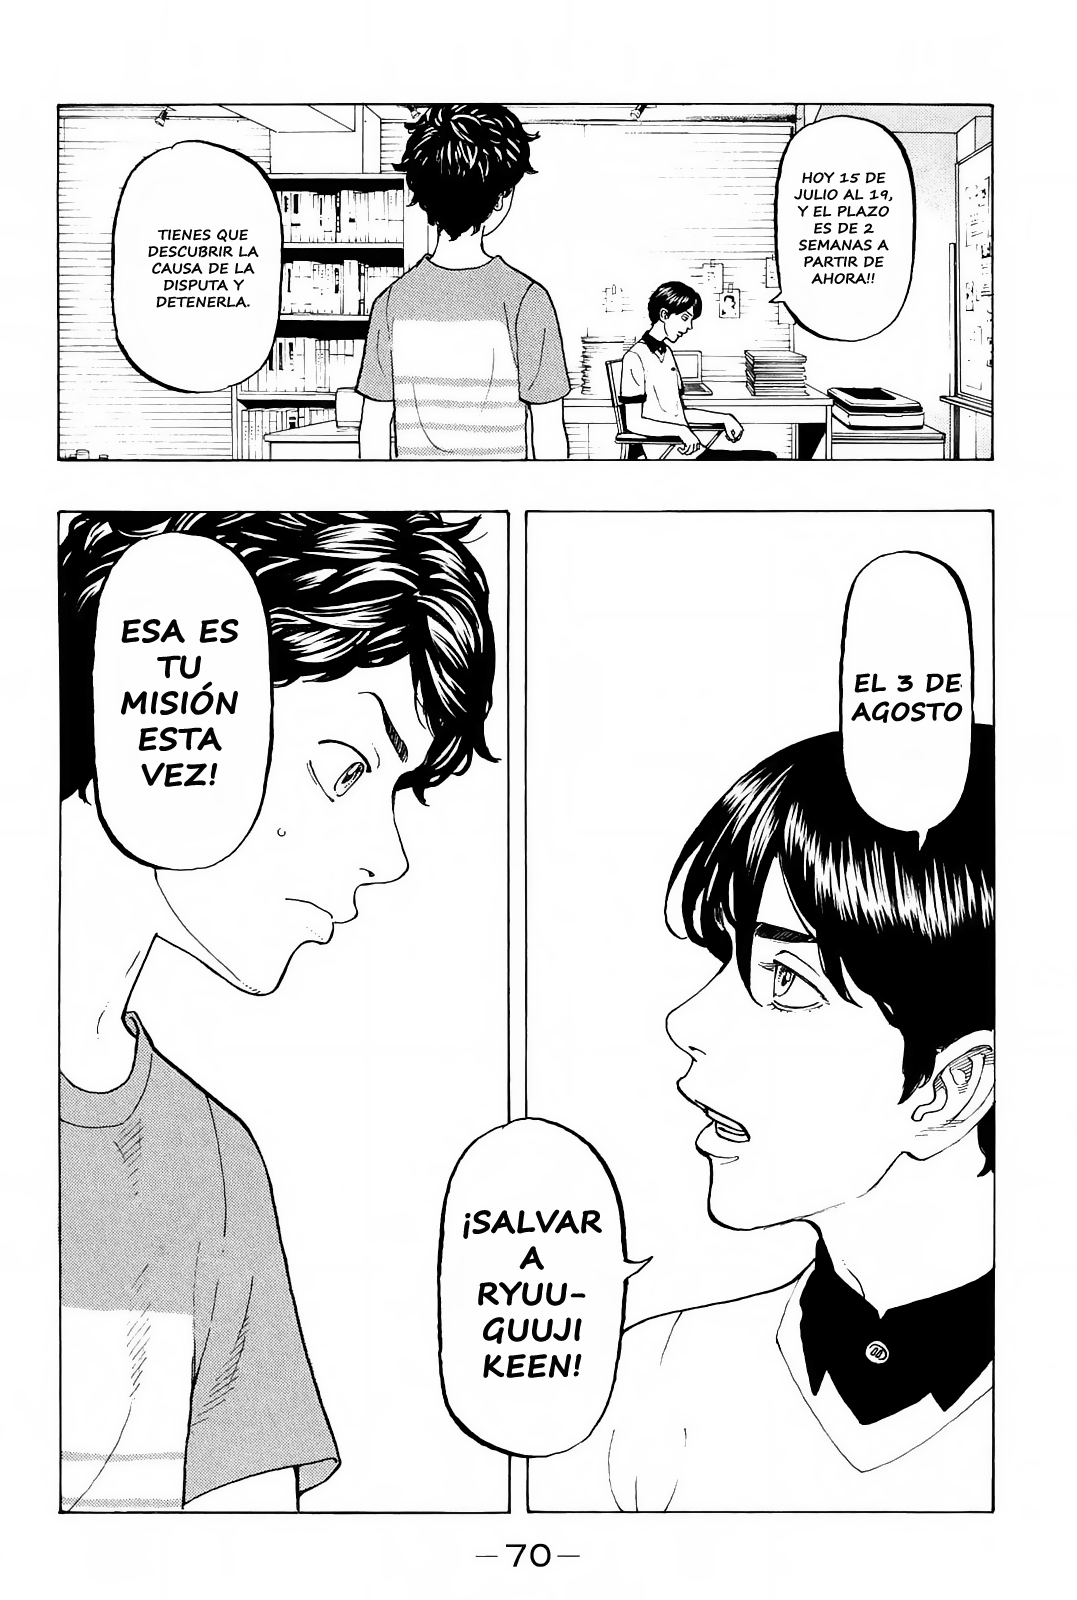 HOY 15 DE
JULIO AL 19,
Y EL PLAZO
ES DE 2
SEMANAS A
PARTIR DE
AHORA!!
TIENES QUE
DESCUBRIR LA
CAUSA DE LA
DISPUTA Y
DETENERLA.
EL 3 DE
AGOSTO
¡SALVAR
A
RYUU-
GUUJI
KEEN!
ESA ES
TU
MISIÓN
ESTA
VEZ!
—70—